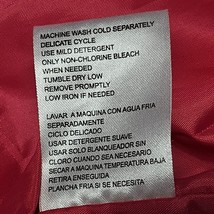 MACHINE WASH COLD SEPARATELY
DELICATE CYCLE
USE MILD DETERGENT
ONLY NON-CHLORINE BLEACH
WHEN NEEDED
TUMBLE DRY LOW
REMOVE PROMPTLY
LOW IRON IF NEEDED
LAVAR A MAQUINA CON AGUA FRIA
SEPARADAMENTE
CICLO DELICADO
USAR DETERGENTE SUAVE
USAR SOLO BLANQUEADOR SIN
CLORO CUANDO SEA NECESARIO
SECAR A MAQUINA TEMPERATURA BAJA
RETIRA ENSEGUIDA
PLANCHA FRIA SI SE NECESITA